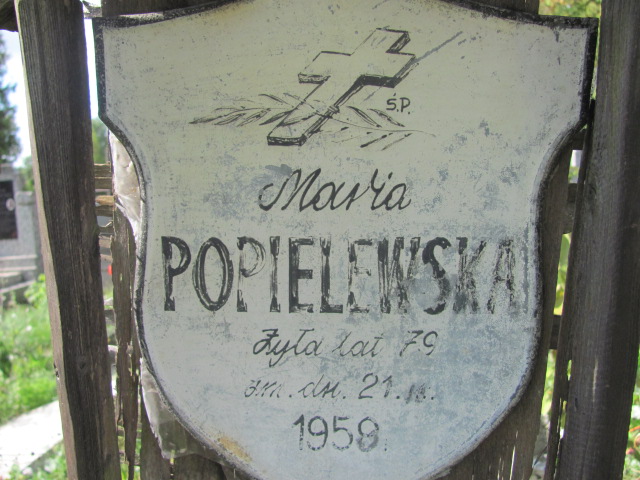 Ś.P.
Maria
POPIELEWSKA
Żyła lat 79
zm. dn. 21.
1958.